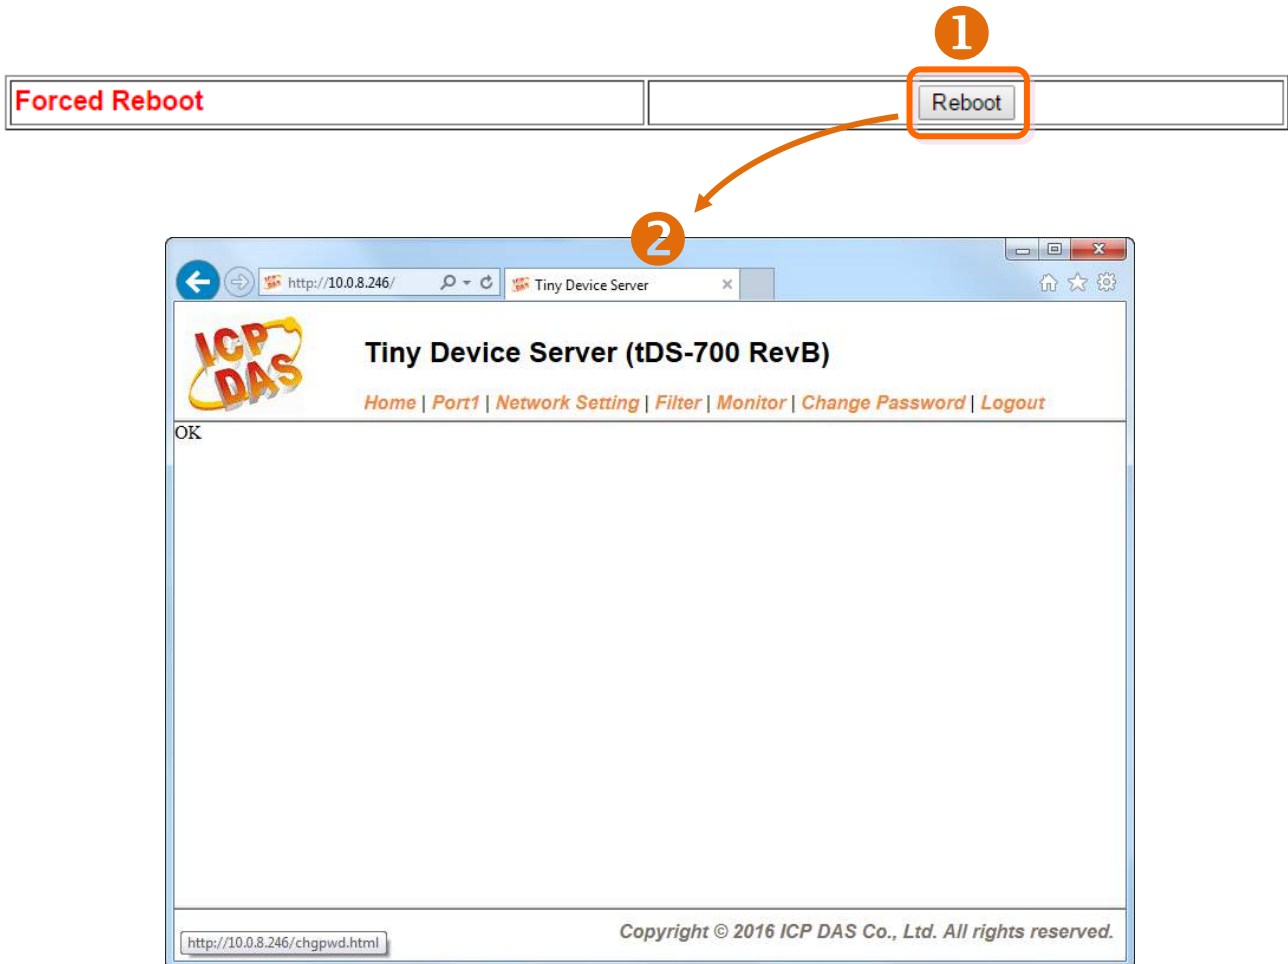 1
Forced Reboot
Reboot
2
http://10.0.8.246/
Tiny Device Server
ICP
DAS
Tiny Device Server (tDS-700 RevB)
Home | Port1 | Network Setting | Filter | Monitor | Change Password | Logout
OK
Copyright © 2016 ICP DAS Co., Ltd. All rights reserved.
http://10.0.8.246/chgpwd.html